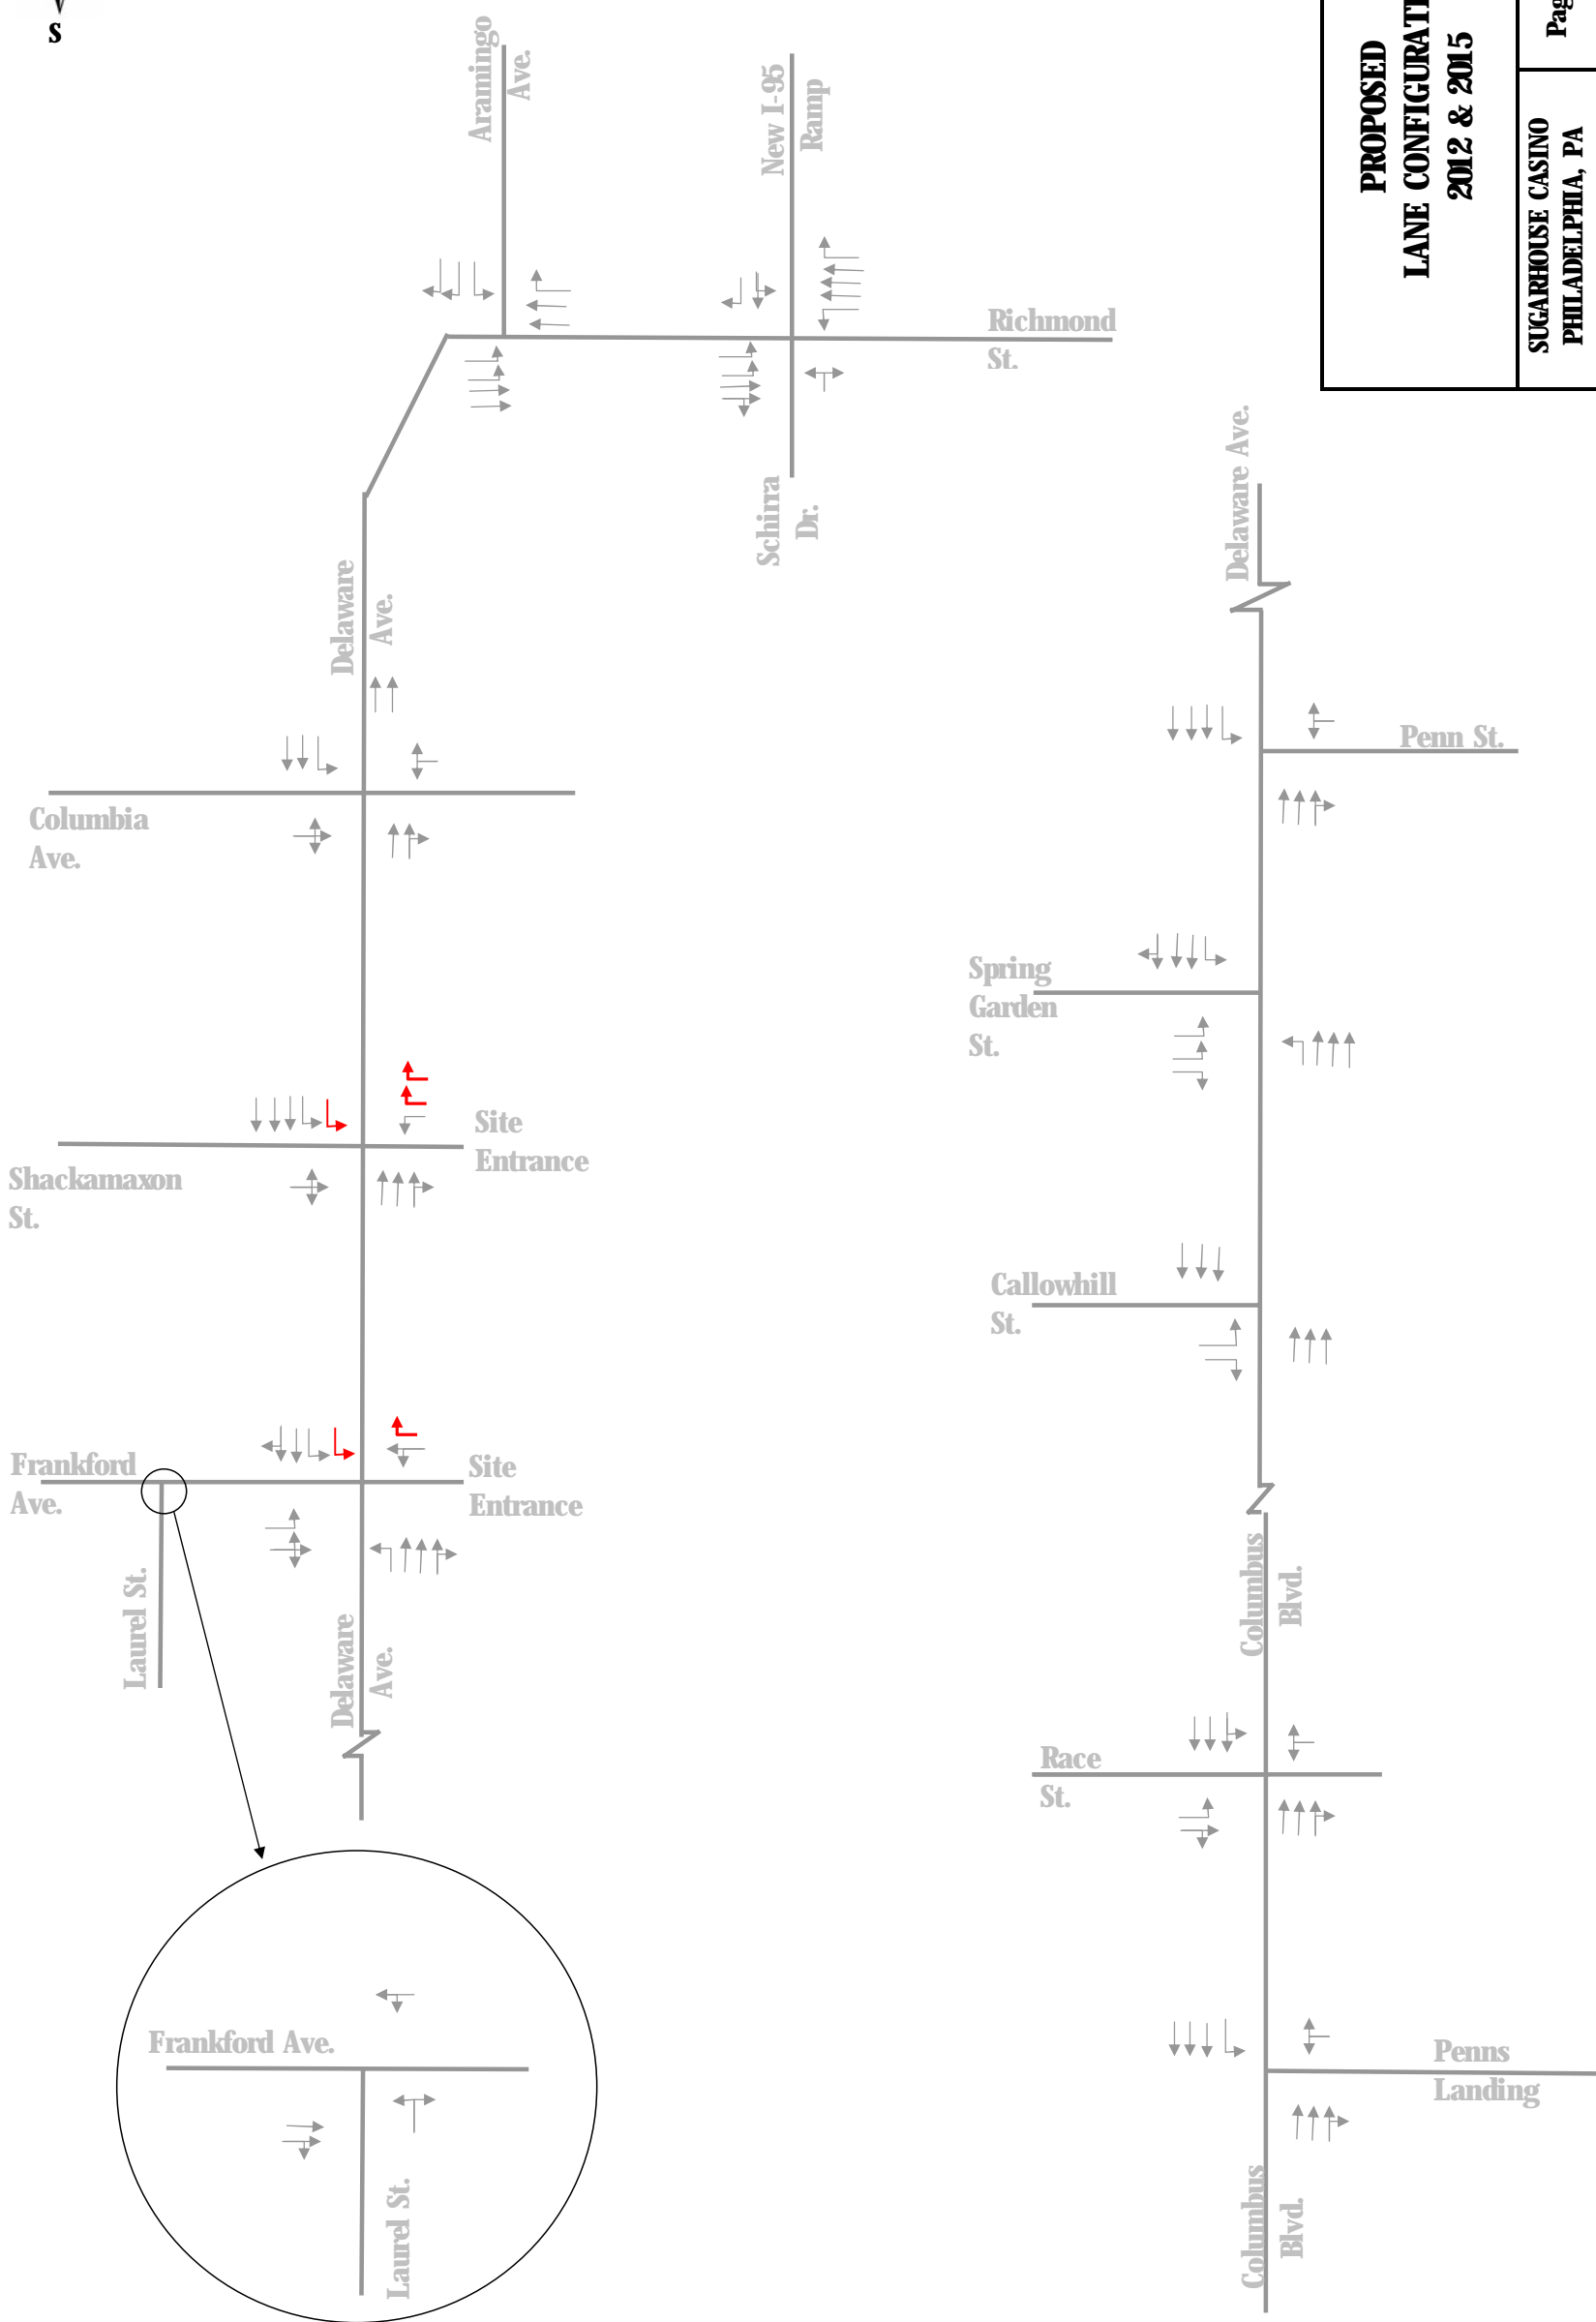 S
Aramingo
Ave.
New I-95
Ramp
PROPOSED
2012 & 2015
SUGARHOUSE CASINO
PHILADELPHIA, PA
Richmond
St.
Schirra
Dr.
Delaware Ave.
Delaware
Ave.
Penn St.
Columbia
Ave.
Spring
Garden
St.
Site
Entrance
Shackamaxon
St.
Callowhill
St.
Frankford
Ave.
Site
Entrance
Laurel St.
Delaware
Ave.
Columbus
Blvd.
Race
St.
Frankford Ave.
Laurel St.
Penns
Landing
Columbus
Blvd.
LANE